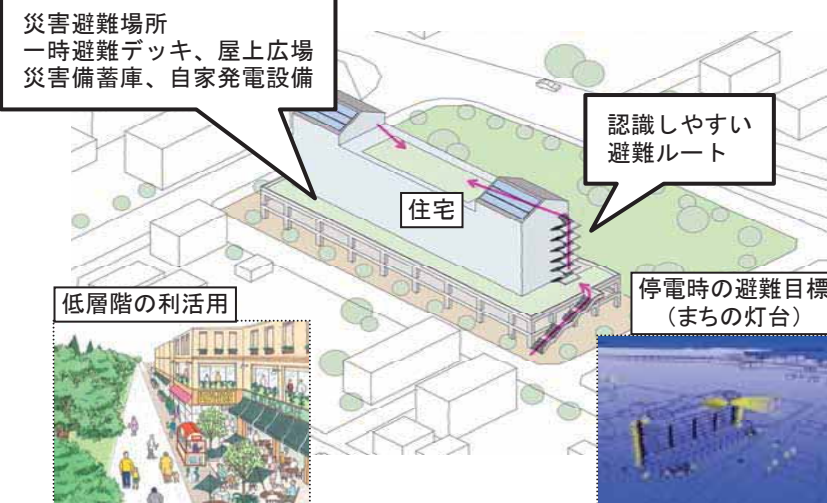 災害避難場所
一時避難デッキ、屋上広場
災害備蓄庫、自家発電設備
認識しやすい
避難ルート
住宅
低層階の利活用
停電時の避難目標
（まちの灯台）